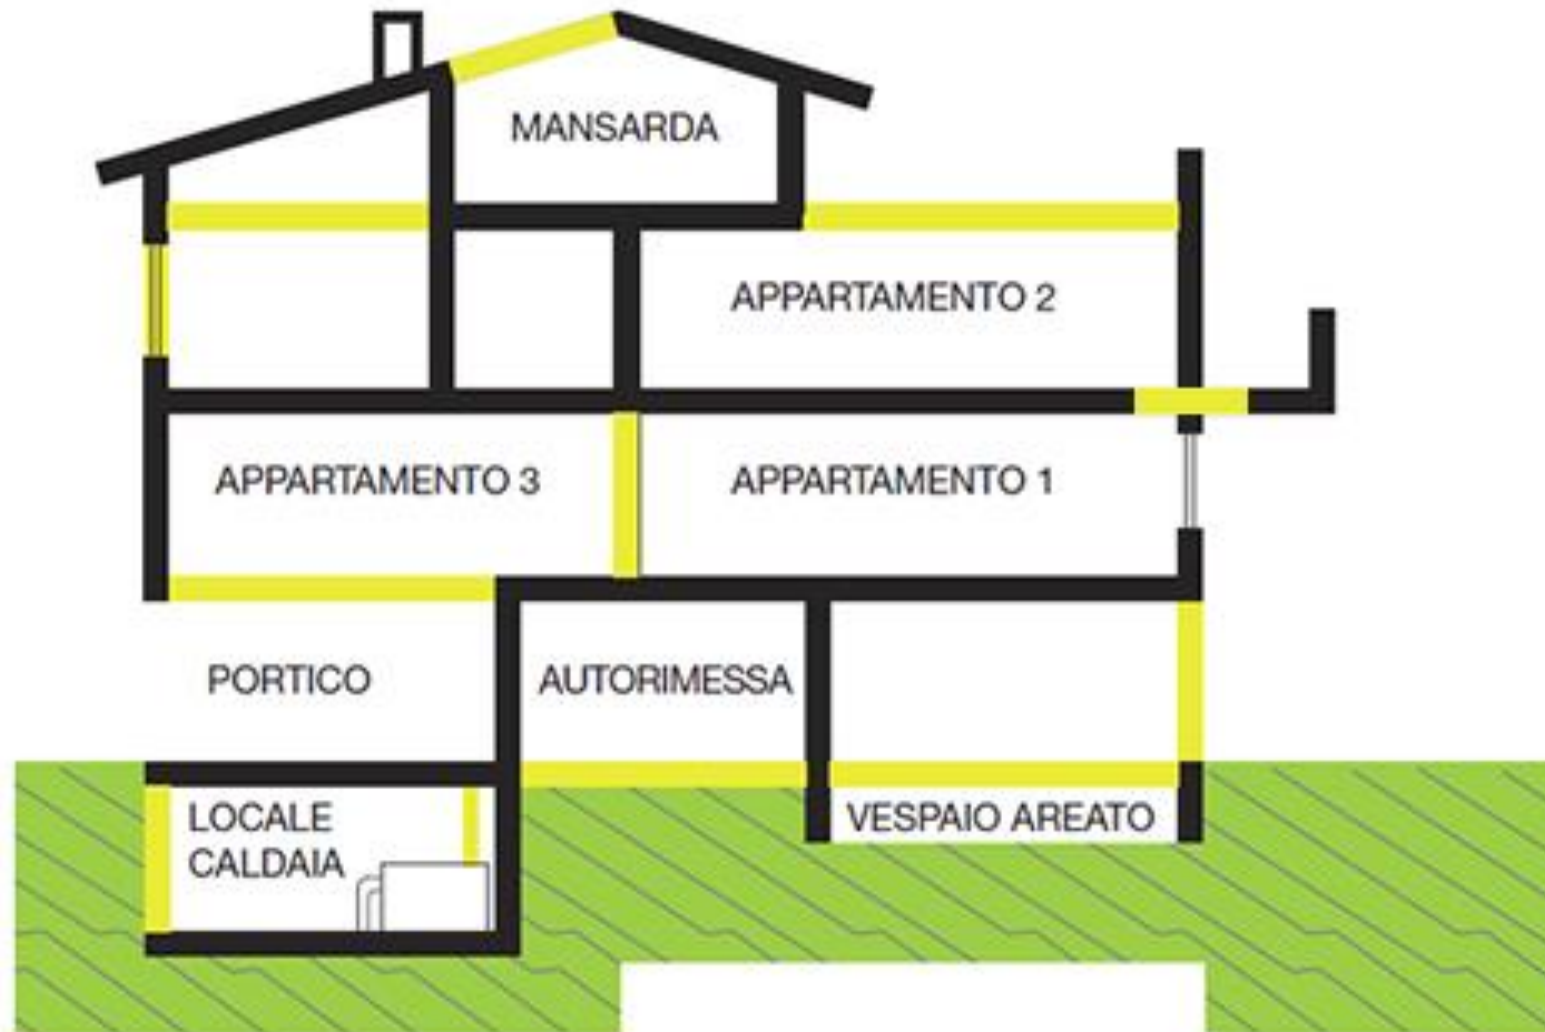 MANSARDA
APPARTAMENTO 2
APPARTAMENTO 3
APPARTAMENTO 1
PORTICO
AUTORIMESSA
LOCALE
CALDAIA
VESPAIO AREATO